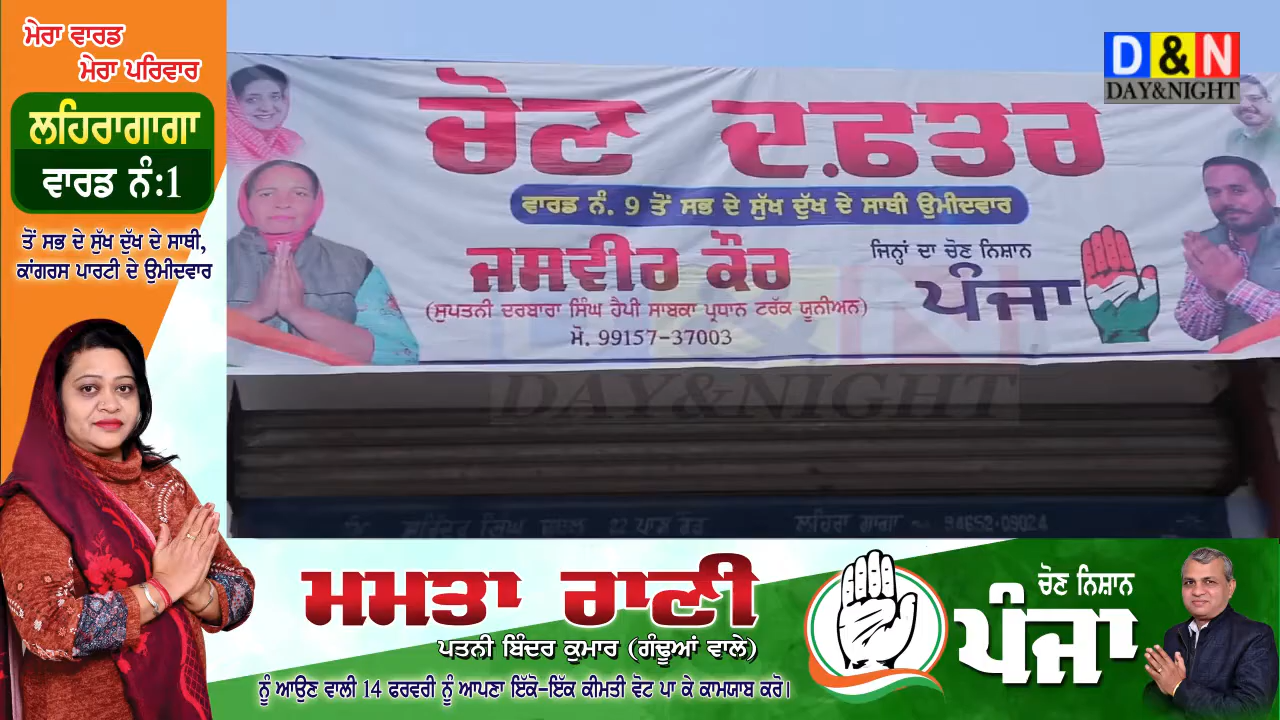 ਮੇਰਾ ਵਾਰਡ
ਮੇਰਾ ਪਰਿਵਾਰ
ਲਹਿਰਾਗਾਗਾ
ਵਾਰਡ ਨੰ:1
ਤੋਂ ਸਭ ਦੇ ਸੁੱਖ ਦੁੱਖ ਦੇ ਸਾਥੀ,
ਕਾਂਗਰਸ ਪਾਰਟੀ ਦੇ ਉਮੀਦਵਾਰ
D&N
DAY&NIGHT
ਚੋਣ ਦਫ਼ਤਰ
ਵਾਰਡ ਨੰ. 9 ਤੋਂ ਸਭ ਦੇ ਸੁੱਖ ਦੁੱਖ ਦੇ ਸਾਥੀ ਉਮੀਦਵਾਰ
ਜਸਵੀਰ ਕੌਰ
(ਸੁਪਤਨੀ ਦਰਬਾਰਾ ਸਿੰਘ ਹੈਪੀ ਸਾਬਕਾ ਪ੍ਰਧਾਨ ਟਰੱਕ ਯੂਨੀਅਨ)
ਮੋ. 99157-37003
ਜਿਨ੍ਹਾਂ ਦਾ ਚੋਣ ਨਿਸ਼ਾਨ
ਪੰਜਾ
DAY&NIGHT
ਲਹਿਰਾ ਗਾਗਾ
ਮਮਤਾ ਰਾਣੀ
ਪਤਨੀ ਬਿੰਦਰ ਕੁਮਾਰ (ਗੰਢੂਆਂ ਵਾਲੇ)
ਨੂੰ ਆਉਣ ਵਾਲੀ 14 ਫਰਵਰੀ ਨੂੰ ਆਪਣਾ ਇੱਕੋ-ਇੱਕ ਕੀਮਤੀ ਵੋਟ ਪਾ ਕੇ ਕਾਮਯਾਬ ਕਰੋ।
ਚੋਣ ਨਿਸ਼ਾਨ
ਪੰਜਾ